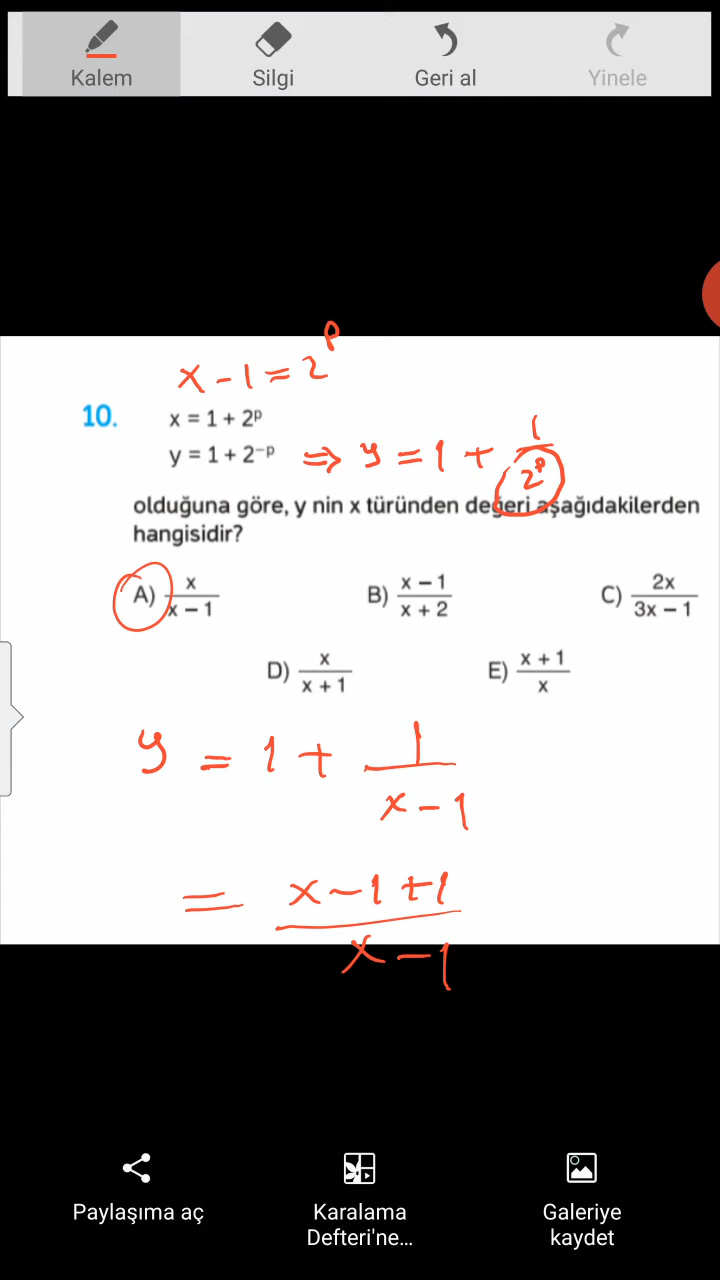 Kalem Silgi Geri al Yinele
x - 1 = 2^p
10. x = 1 + 2^p
y = 1 + 2^-p ⇒ y = 1 + 1/2^p
olduğuna göre, y nin x türünden değeri aşağıdakilerden
hangisidir?
A) x/(x - 1) B) (x - 1)/(x + 2) C) 2x/(3x - 1)
D) x/(x + 1) E) (x + 1)/x
y = 1 + 1/(x - 1)
= (x - 1 + 1)/(x - 1)
Paylaşıma aç Karalama Galeriye
Defteri'ne... kaydet